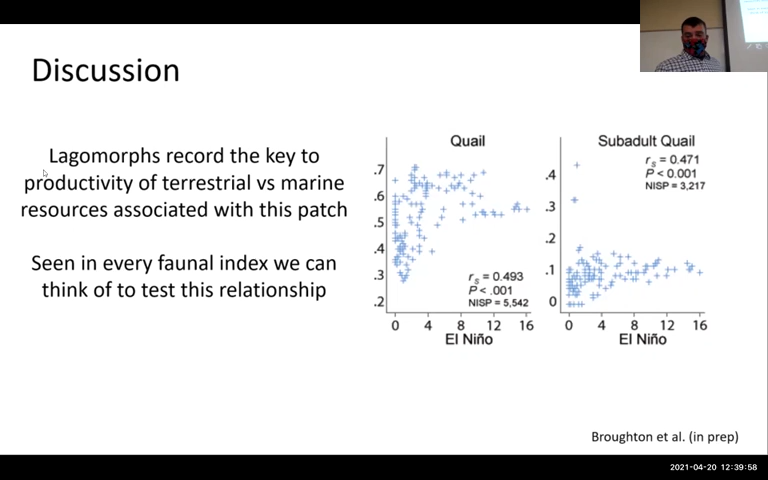 Discussion
Lagomorphs record the key to
productivity of terrestrial vs marine
resources associated with this patch
Seen in every faunal index we can
think of to test this relationship
Quail
.7
.6
.5
.4
.3
.2
rs = 0.493
P < .001
NISP = 5,542
0 4 8 12 16
El Niño
Subadult Quail
rs = 0.471
P < 0.001
NISP = 3,217
.4
.3
.2
.1
0
0 4 8 12 16
El Niño
Broughton et al. (in prep)
2021-04-20 12:39:58